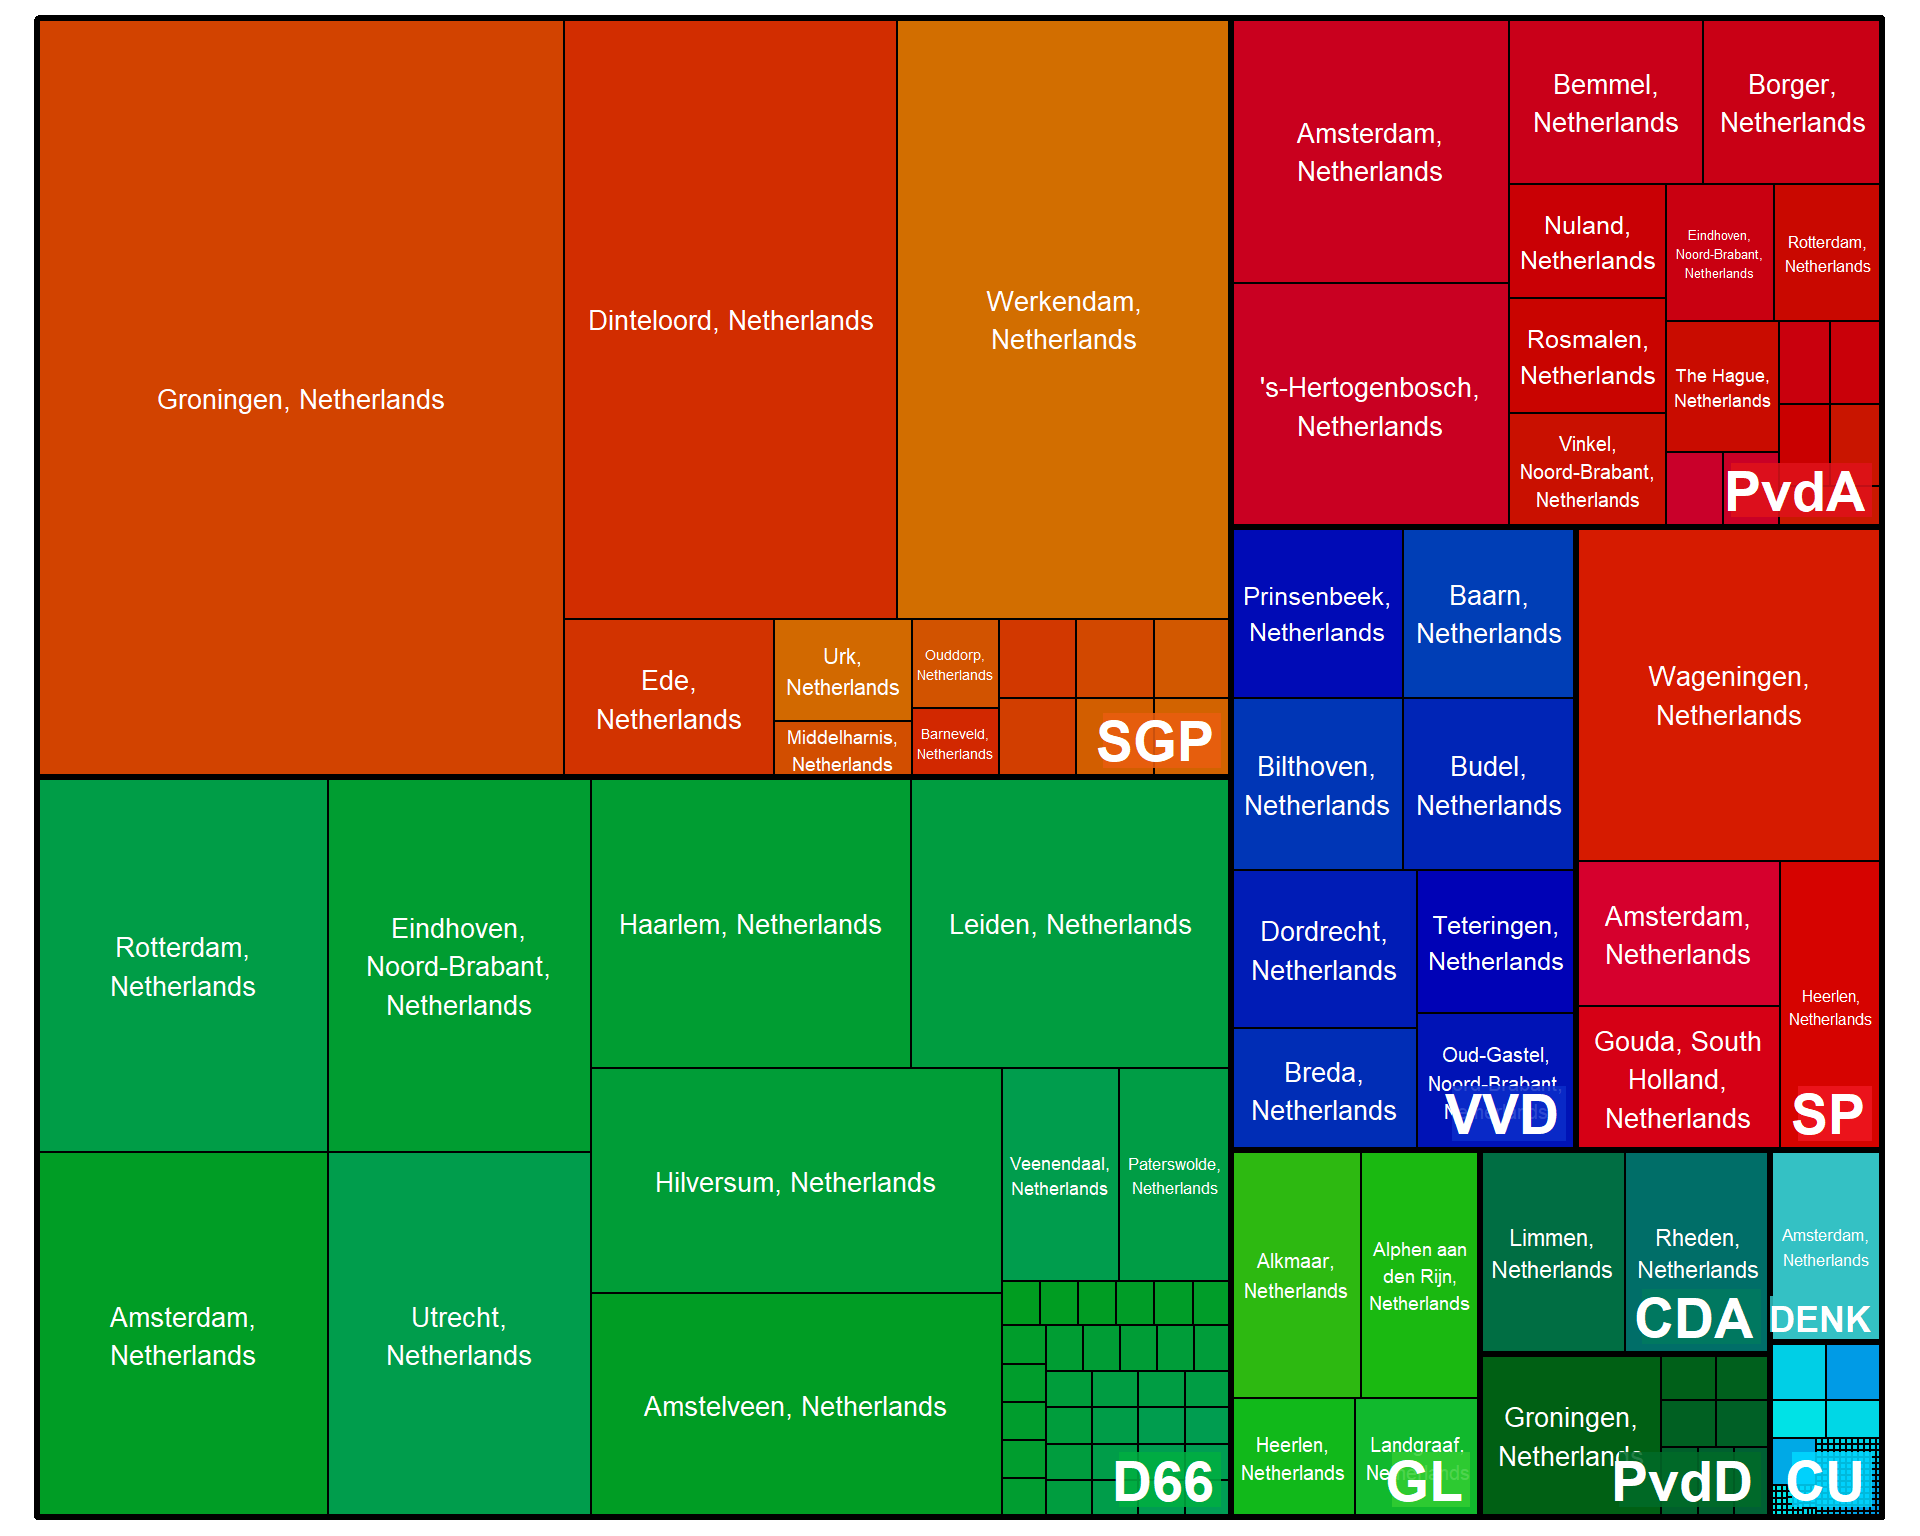 Groningen, Netherlands
Dinteloord, Netherlands
Werkendam,
Netherlands
Ede,
Netherlands
Urk,
Netherlands
Middelharnis,
Netherlands
Ouddorp,
Netherlands
Barneveld,
Netherlands
SGP
Rotterdam,
Netherlands
Eindhoven,
Noord-Brabant,
Netherlands
Haarlem, Netherlands
Leiden, Netherlands
Amsterdam,
Netherlands
Utrecht,
Netherlands
Hilversum, Netherlands
Veenendaal,
Netherlands
Paterswolde,
Netherlands
Amstelveen, Netherlands
D66
Amsterdam,
Netherlands
's-Hertogenbosch,
Netherlands
Bemmel,
Netherlands
Borger,
Netherlands
Nuland,
Netherlands
Eindhoven,
Noord-Brabant,
Netherlands
Rotterdam,
Netherlands
Rosmalen,
Netherlands
The Hague,
Netherlands
Vinkel,
Noord-Brabant,
Netherlands
PvdA
Prinsenbeek,
Netherlands
Baarn,
Netherlands
Bilthoven,
Netherlands
Budel,
Netherlands
Dordrecht,
Netherlands
Teteringen,
Netherlands
Breda,
Netherlands
Oud-Gastel,
Noord-Brabant,
Netherlands
VVD
Wageningen,
Netherlands
Amsterdam,
Netherlands
Gouda, South
Holland,
Netherlands
Heerlen,
Netherlands
SP
Alkmaar,
Netherlands
Alphen aan
den Rijn,
Netherlands
Heerlen,
Netherlands
Landgraaf,
Netherlands
GL
Limmen,
Netherlands
Rheden,
Netherlands
CDA
Amsterdam,
Netherlands
DENK
Groningen,
Netherlands
PvdD
CU